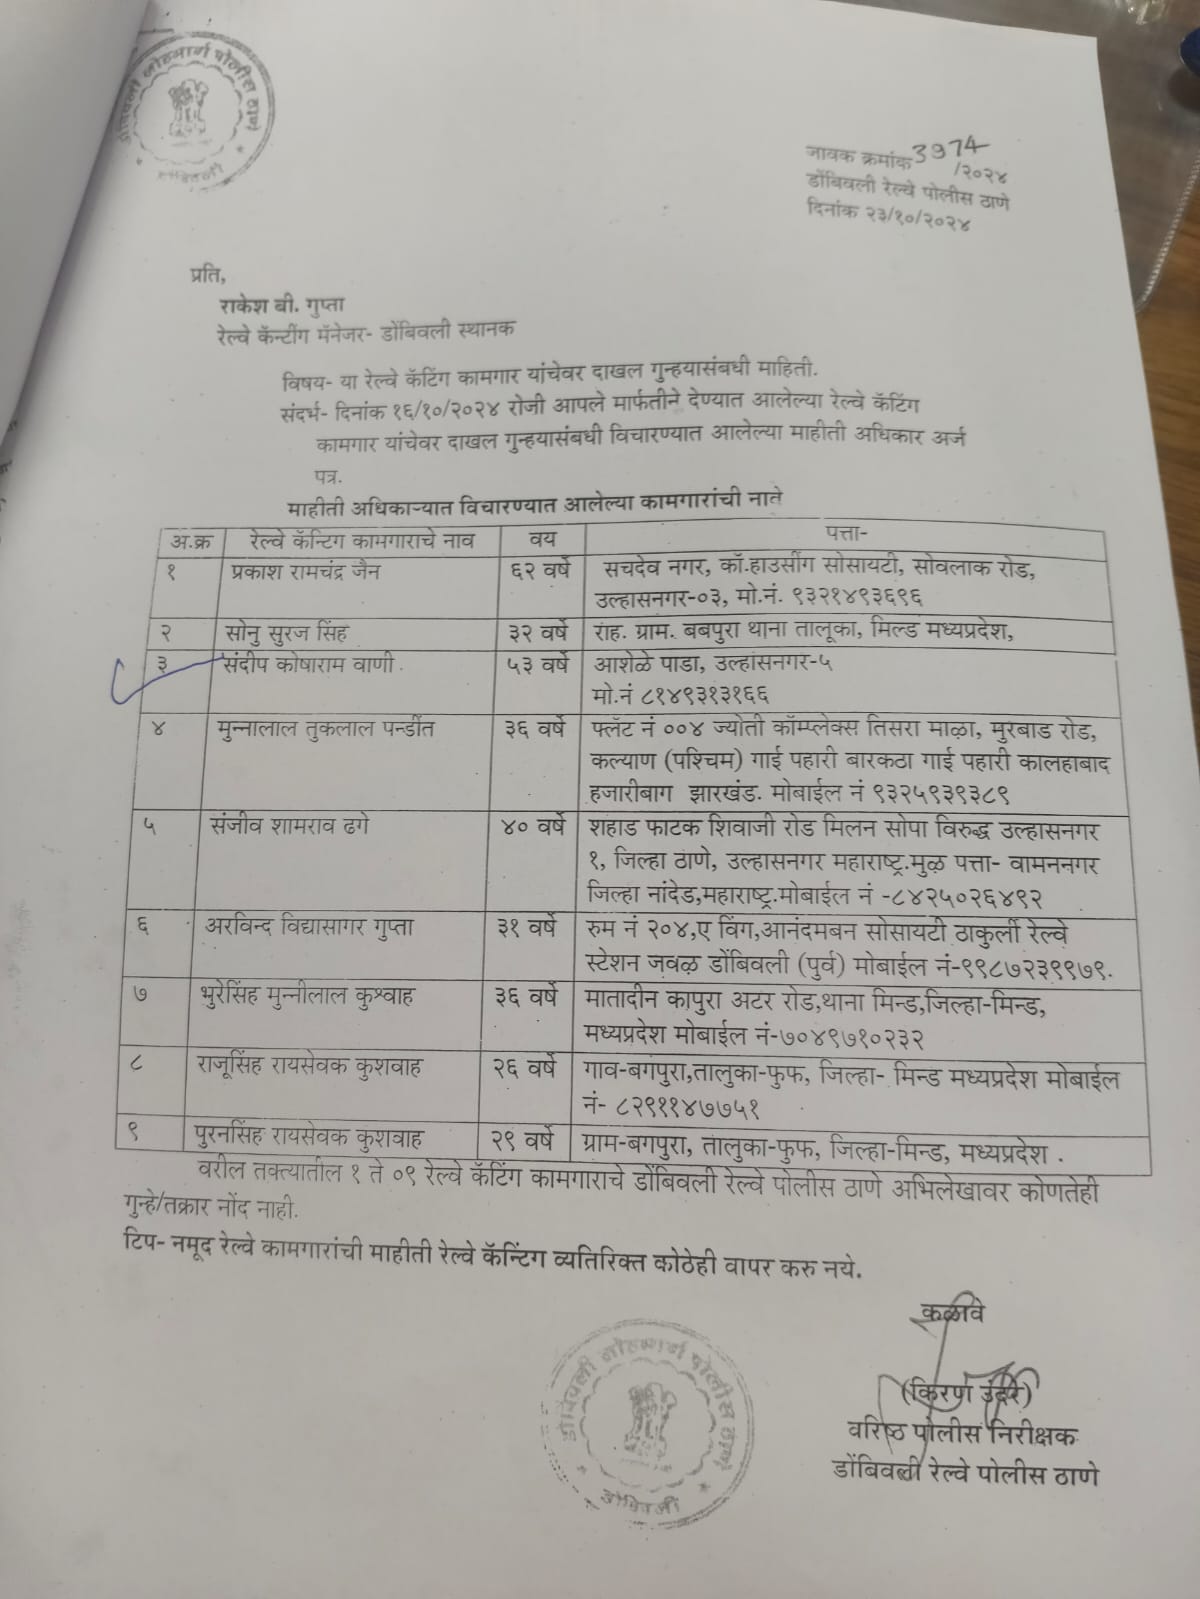 डोंबिवली लोहमार्ग पोलीस ठाणे
डोंबिवली
जावक क्रमांक 3974/२०२४
डोंबिवली रेल्वे पोलीस ठाणे
दिनांक २३/१०/२०२४
प्रति,
राकेश बी. गुप्ता
रेल्वे कॅन्टींग मॅनेजर- डोंबिवली स्थानक
विषय- या रेल्वे कॅटिंग कामगार यांचेवर दाखल गुन्हयासंबधी माहिती.
संदर्भ- दिनांक १६/१०/२०२४ रोजी आपले मार्फतीने देण्यात आलेल्या रेल्वे कॅटिंग
कामगार यांचेवर दाखल गुन्हयासंबधी विचारण्यात आलेल्या माहीती अधिकार अर्ज
पत्र.
माहीती अधिकाऱ्यात विचारण्यात आलेल्या कामगारांची नाते
अ.क्र रेल्वे कॅन्टिग कामगाराचे नाव वय पत्ता-
१ प्रकाश रामचंद्र जैन ६२ वर्षे सचदेव नगर, कॉ.हाउसींग सोसायटी, सोवलाक रोड,
उल्हासनगर-०३, मो.नं. ९३२१४९३६९६
२ सोनु सुरज सिंह ३२ वर्षे राह. ग्राम. बबपुरा थाना तालूका, मिल्ड मध्यप्रदेश,
३ संदीप कोषाराम वाणी. ५३ वर्षे आशेळे पाडा, उल्हासनगर-५
मो.नं ८१४९३१३१६६
४ मुन्नालाल तुकलाल पन्डींत ३६ वर्षे फ्लॅट नं ००४ ज्योती कॉम्प्लेक्स तिसरा माळा, मुरबाड रोड,
कल्याण (पश्चिम) गाई पहारी बारकठा गाई पहारी कालहाबाद
हजारीबाग झारखंड. मोबाईल नं ९३२५९३९३८९
५ संजीव शामराव ढगे ४० वर्षे शहाड फाटक शिवाजी रोड मिलन सोपा विरुद्ध उल्हासनगर
१, जिल्हा ठाणे, उल्हासनगर महाराष्ट्र.मुळ पत्ता- वामननगर
जिल्हा नांदेड,महाराष्ट्र.मोबाईल नं -८४२५०२६४९२
६ अरविन्द विद्यासागर गुप्ता ३१ वर्षे रुम नं २०४,ए विंग,आनंदमबन सोसायटी ठाकुर्ली रेल्वे
स्टेशन जवळ डोंबिवली (पुर्व) मोबाईल नं-९९८७२३९९७९.
७ भुरेसिंह मुन्नीलाल कुश्वाह ३६ वर्षे मातादीन कापुरा अटर रोड,थाना मिन्ड,जिल्हा-मिन्ड,
मध्यप्रदेश मोबाईल नं-७०४९७१०२३२
८ राजूसिंह रायसेवक कुशवाह २६ वर्षे गाव-बगपुरा,तालुका-फुफ, जिल्हा- मिन्ड मध्यप्रदेश मोबाईल
नं- ८२९११४७७५१
९ पुरनसिंह रायसेवक कुशवाह २९ वर्षे ग्राम-बगपुरा, तालुका-फुफ, जिल्हा-मिन्ड, मध्यप्रदेश .
वरील तक्त्यातील १ ते ०९ रेल्वे कॅटिंग कामगाराचे डोंबिवली रेल्वे पोलीस ठाणे अभिलेखावर कोणतेही
गुन्हे/तक्रार नोंद नाही.
टिप- नमूद रेल्वे कामगारांची माहीती रेल्वे कॅन्टिंग व्यतिरिक्त कोठेही वापर करु नये.
कळावे
(किरण उंद्रे)
वरिष्ठ पोलीस निरीक्षक
डोंबिवली रेल्वे पोलीस ठाणे
डोंबिवली लोहमार्ग पोलीस ठाणे
डोंबिवली